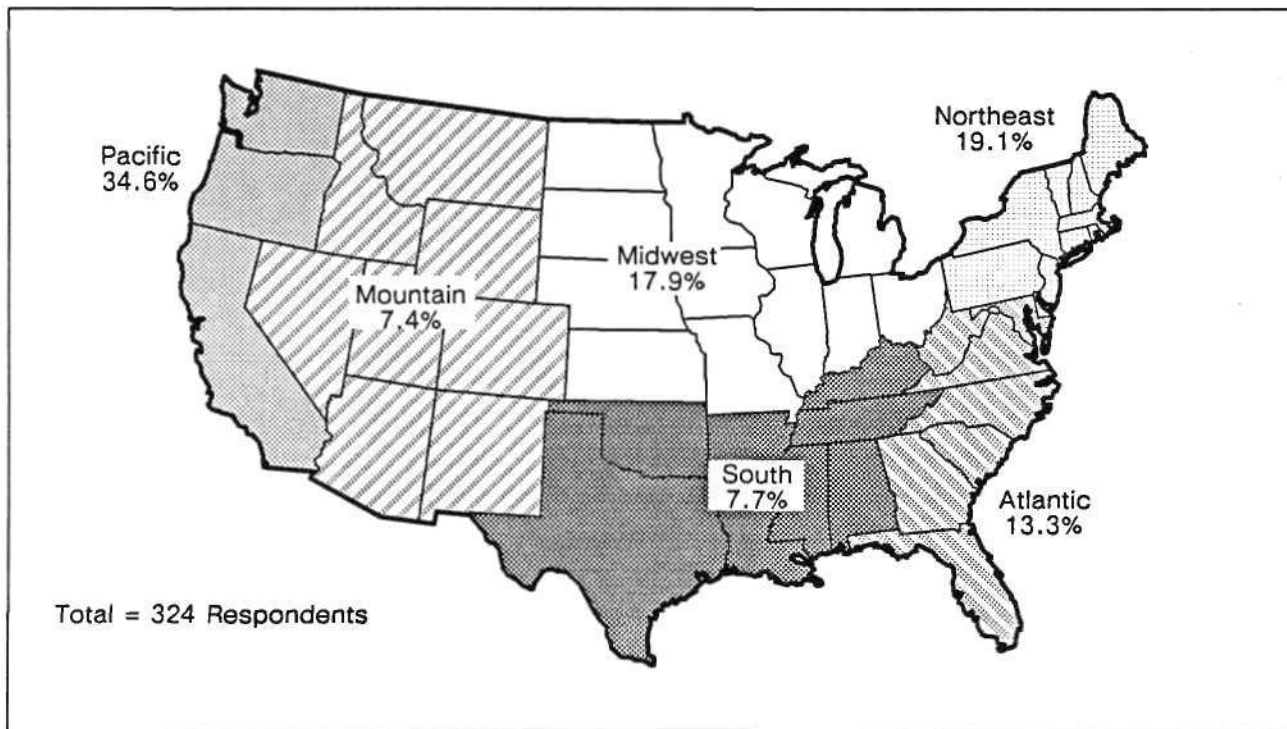 Northeast
19.1%
Pacific
34.6%
Midwest
17.9%
Mountain
7.4%
South
7.7%
Atlantic
13.3%
Total = 324 Respondents